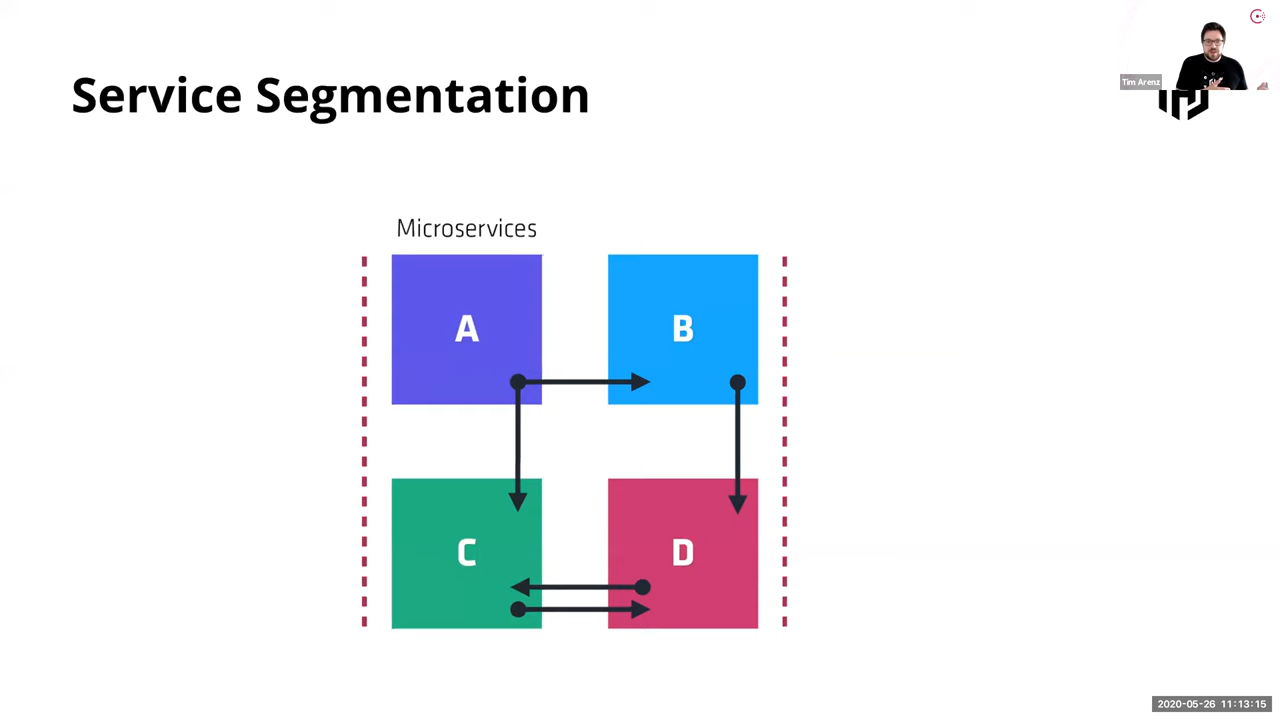 Service Segmentation
Tim Arenz
Microservices
A
B
C
D
2020-05-26 11:13:15